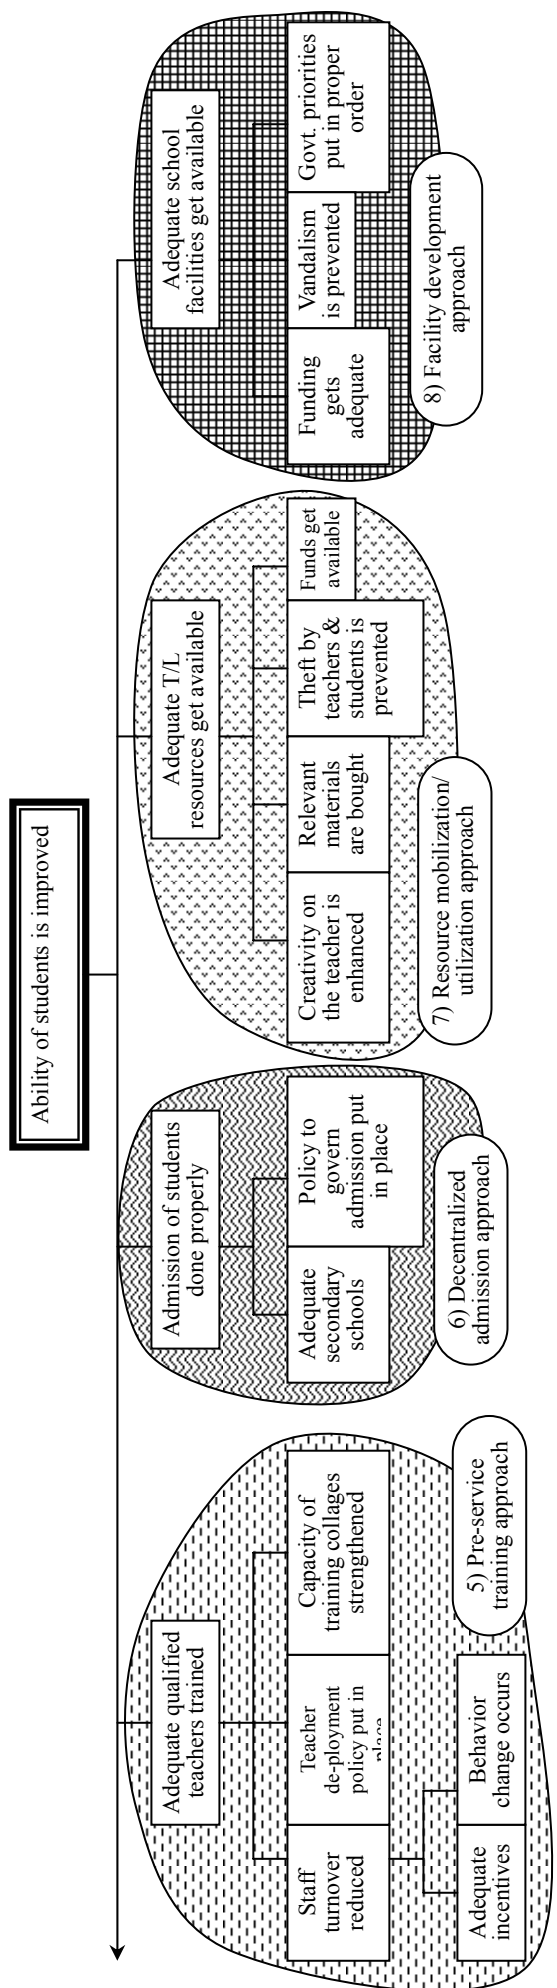 Ability of students is improved
Adequate qualified
teachers trained
Staff
turnover
reduced
Teacher
de-ployment
policy put in
place
Capacity of
training collages
strengthened
Adequate
incentives
Behavior
change occurs
5) Pre-service
training approach
Admission of students
done properly
Adequate
secondary
schools
Policy to
govern
admission put
in place
6) Decentralized
admission approach
Adequate T/L
resources get available
Creativity on
the teacher is
enhanced
Relevant
materials
are bought
Theft by
teachers &
students is
prevented
Funds get
available
7) Resource mobilization/
utilization approach
Adequate school
facilities get available
Funding
gets
adequate
Vandalism
is prevented
Govt. priorities
put in proper
order
8) Facility development
approach